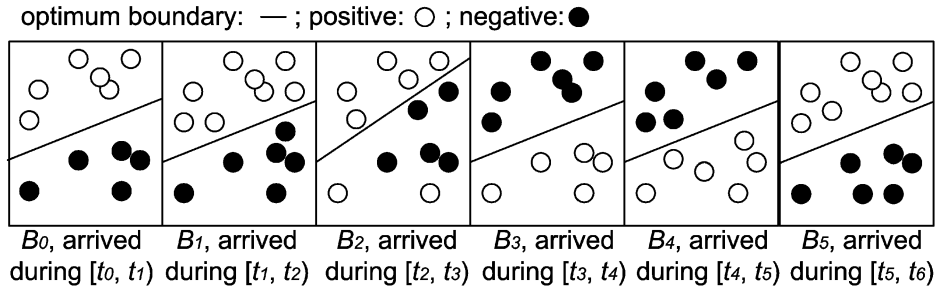 optimum boundary: — ; positive: ○ ; negative:●
B0, arrived during [t0, t1)
B1, arrived during [t1, t2)
B2, arrived during [t2, t3)
B3, arrived during [t3, t4)
B4, arrived during [t4, t5)
B5, arrived during [t5, t6)